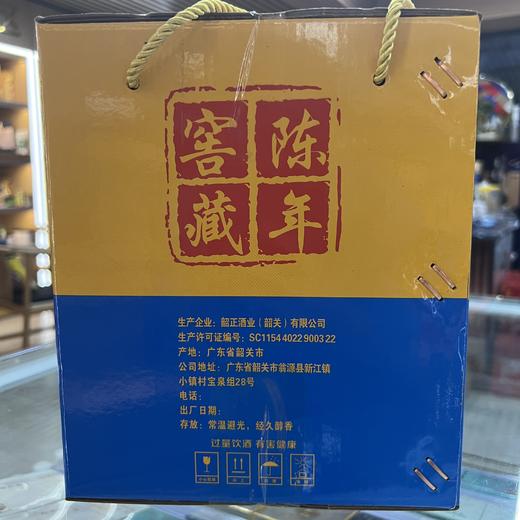 陈年
窖藏
生产企业：韶正酒业（韶关）有限公司
生产许可证编号：SC11544022900322
产地：广东省韶关市
公司地址：广东省韶关市翁源县新江镇
小镇村宝泉组28号
电话：
出厂日期：
存放：常温避光，经久醇香
过量饮酒 有害健康